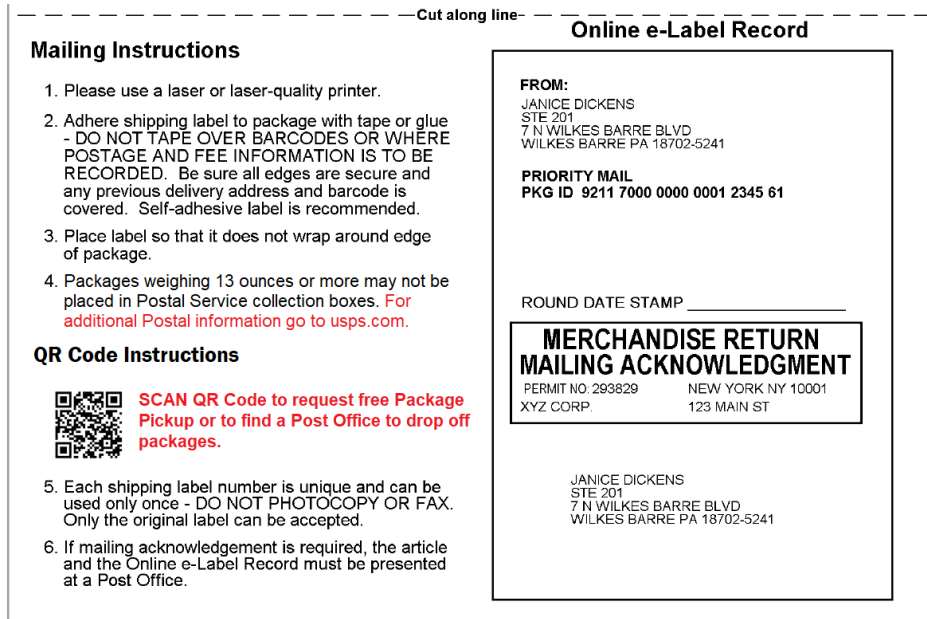 Cut along line
Mailing Instructions
1. Please use a laser or laser-quality printer.
2. Adhere shipping label to package with tape or glue
- DO NOT TAPE OVER BARCODES OR WHERE
POSTAGE AND FEE INFORMATION IS TO BE
RECORDED. Be sure all edges are secure and
any previous delivery address and barcode is
covered. Self-adhesive label is recommended.
3. Place label so that it does not wrap around edge
of package.
4. Packages weighing 13 ounces or more may not be
placed in Postal Service collection boxes. For
additional Postal information go to usps.com.
QR Code Instructions
SCAN QR Code to request free Package
Pickup or to find a Post Office to drop off
packages.
5. Each shipping label number is unique and can be
used only once - DO NOT PHOTOCOPY OR FAX.
Only the original label can be accepted.
6. If mailing acknowledgement is required, the article
and the Online e-Label Record must be presented
at a Post Office.
Online e-Label Record
FROM:
JANICE DICKENS
STE 201
7 N WILKES BARRE BLVD
WILKES BARRE PA 18702-5241
PRIORITY MAIL
PKG ID 9211 7000 0000 0001 2345 61
ROUND DATE STAMP
MERCHANDISE RETURN
MAILING ACKNOWLEDGMENT
PERMIT NO: 293829 NEW YORK NY 10001
XYZ CORP. 123 MAIN ST
JANICE DICKENS
STE 201
7 N WILKES BARRE BLVD
WILKES BARRE PA 18702-5241